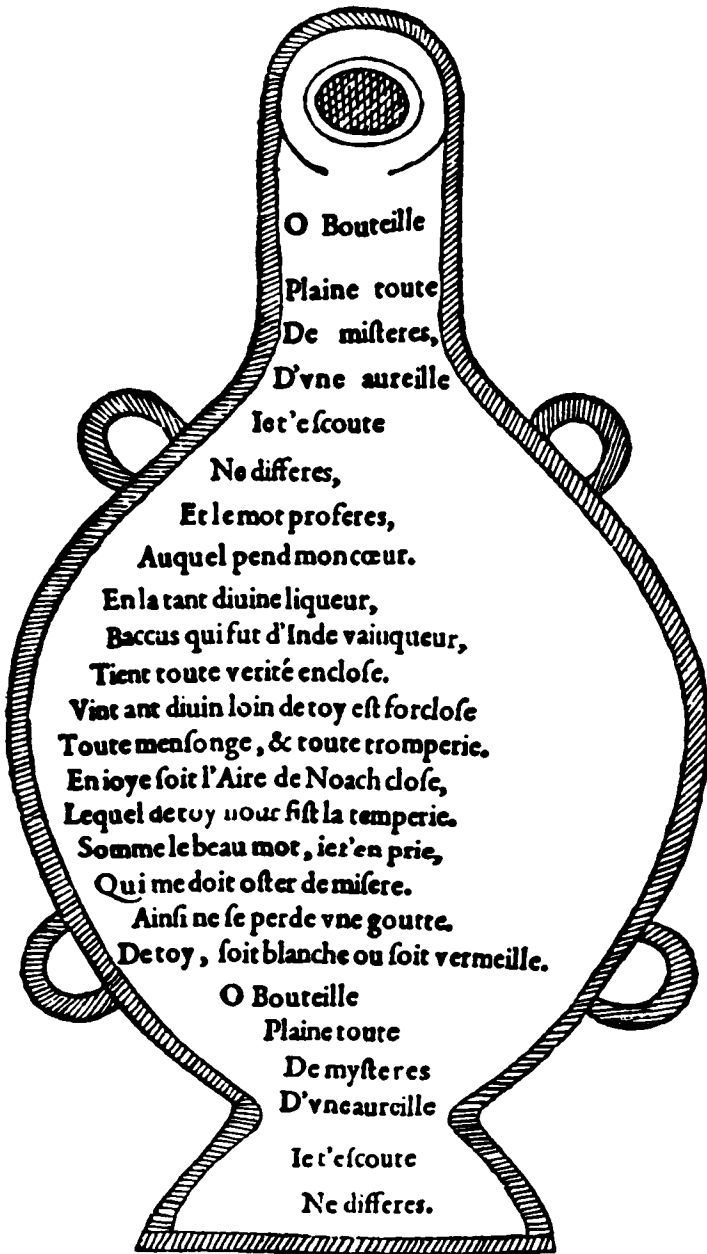 O Bouteille
Plaine toute
De miſteres,
D'vne aureille
Ie t'eſcoute
Ne differes,
Et le mot proferes,
Auquel pend mon cœur.
En la tant diuine liqueur,
Baccus qui fut d'Inde vainqueur,
Tient toute verité encloſe.
Vint ant diuin loin de toy eſt forcloſe
Toute menſonge, & toute tromperie.
En ioye ſoit l'Aire de Noach cloſe,
Lequel de toy nous fiſt la temperie.
Somme le beau mot, ie t'en prie,
Qui me doit oſter de miſere.
Ainſi ne ſe perde vne goutte.
De toy, ſoit blanche ou ſoit vermeille.
O Bouteille
Plaine toute
De myſteres
D'vne aureille
Ie t'eſcoute
Ne differes.